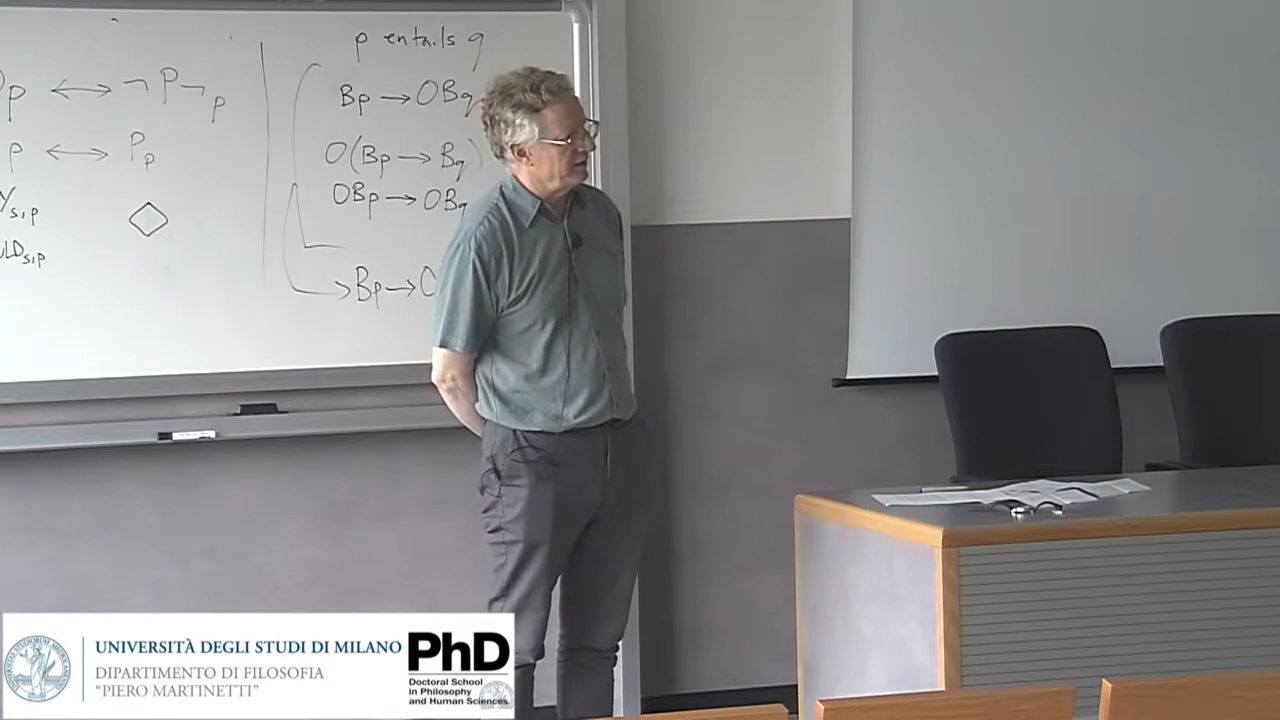 p ⟷ ¬P¬p
p ⟷ Pp
s,p ◇
LDs,p
p entails q
Bp → OBq
O(Bp → Bq)
OBp → OBq
Bp → O
UNIVERSITÀ DEGLI STUDI DI MILANO
DIPARTIMENTO DI FILOSOFIA
“PIERO MARTINETTI”
PhD
Doctoral School
in Philosophy
and Human Sciences